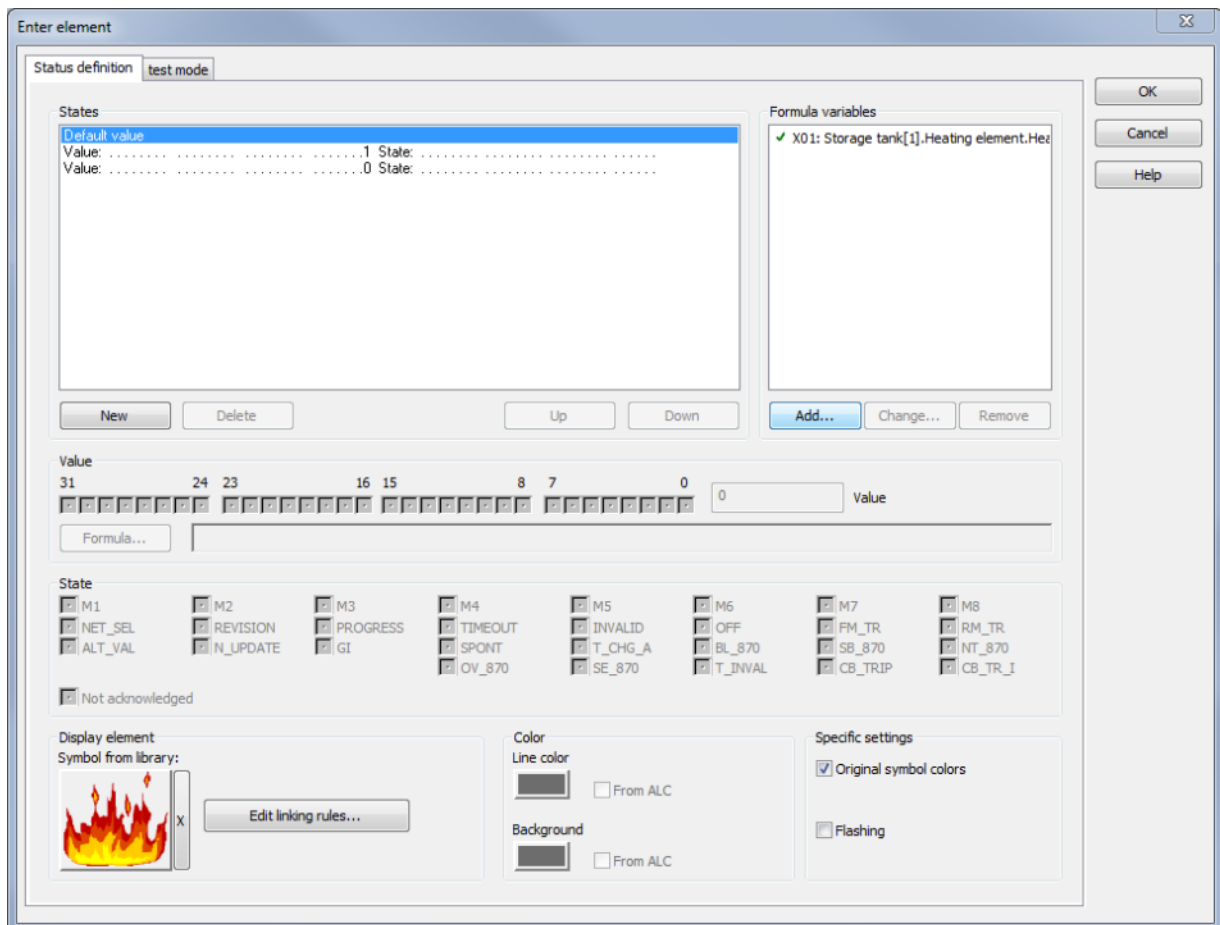 Enter element
Status definition test mode
OK
Cancel
Help
States
Default value
Value: ........ ........ ........ .......1 State: ........ ........ ........ ......
Value: ........ ........ ........ .......0 State: ........ ........ ........ ......
Formula variables
X01: Storage tank[1].Heating element.Hea
New Delete Up Down
Add... Change... Remove
Value
31 24 23 16 15 8 7 0
0 Value
Formula...
State
M1 M2 M3 M4 M5 M6 M7 M8
NET_SEL REVISION PROGRESS TIMEOUT INVALID OFF FM_TR RM_TR
ALT_VAL N_UPDATE GI SPONT T_CHG_A BL_870 SB_870 NT_870
OV_870 SE_870 T_INVAL CB_TRIP CB_TR_I
Not acknowledged
Display element
Symbol from library:
X
Edit linking rules...
Color
Line color
From ALC
Background
From ALC
Specific settings
Original symbol colors
Flashing